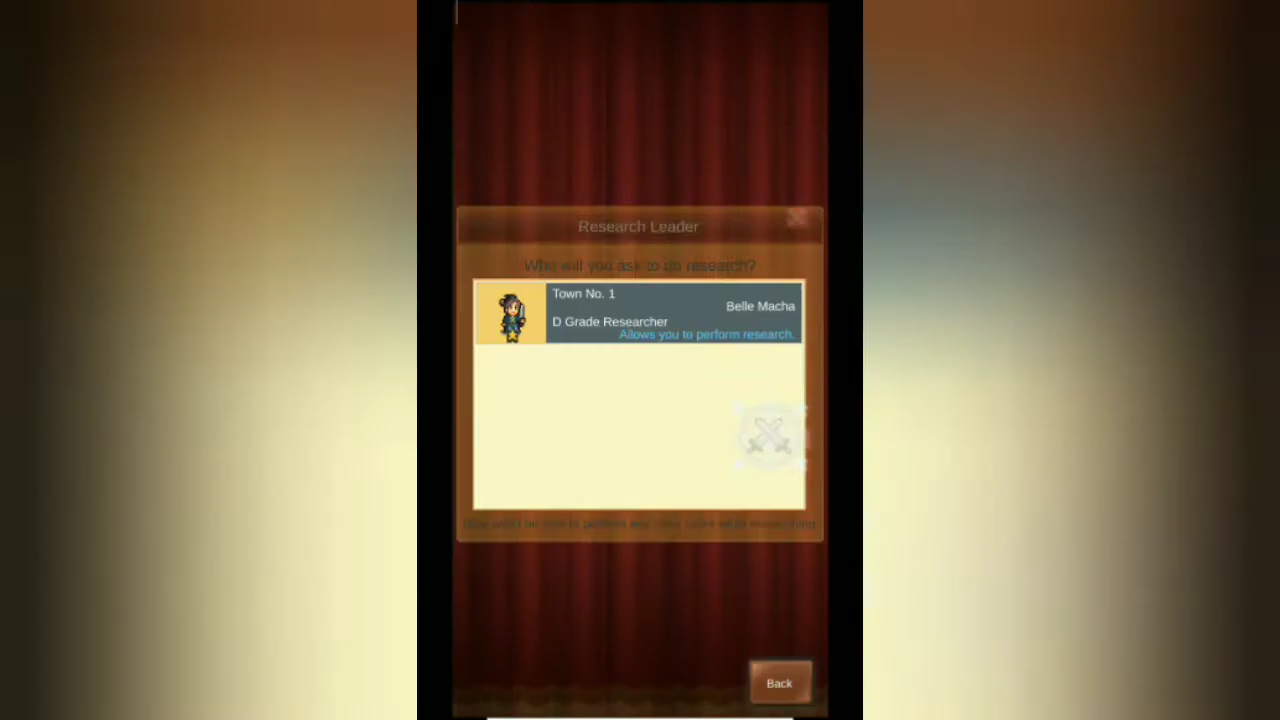 Research Leader
Who will you ask to do research?
Town No. 1
Belle Macha
D Grade Researcher
Allows you to perform research.
Back